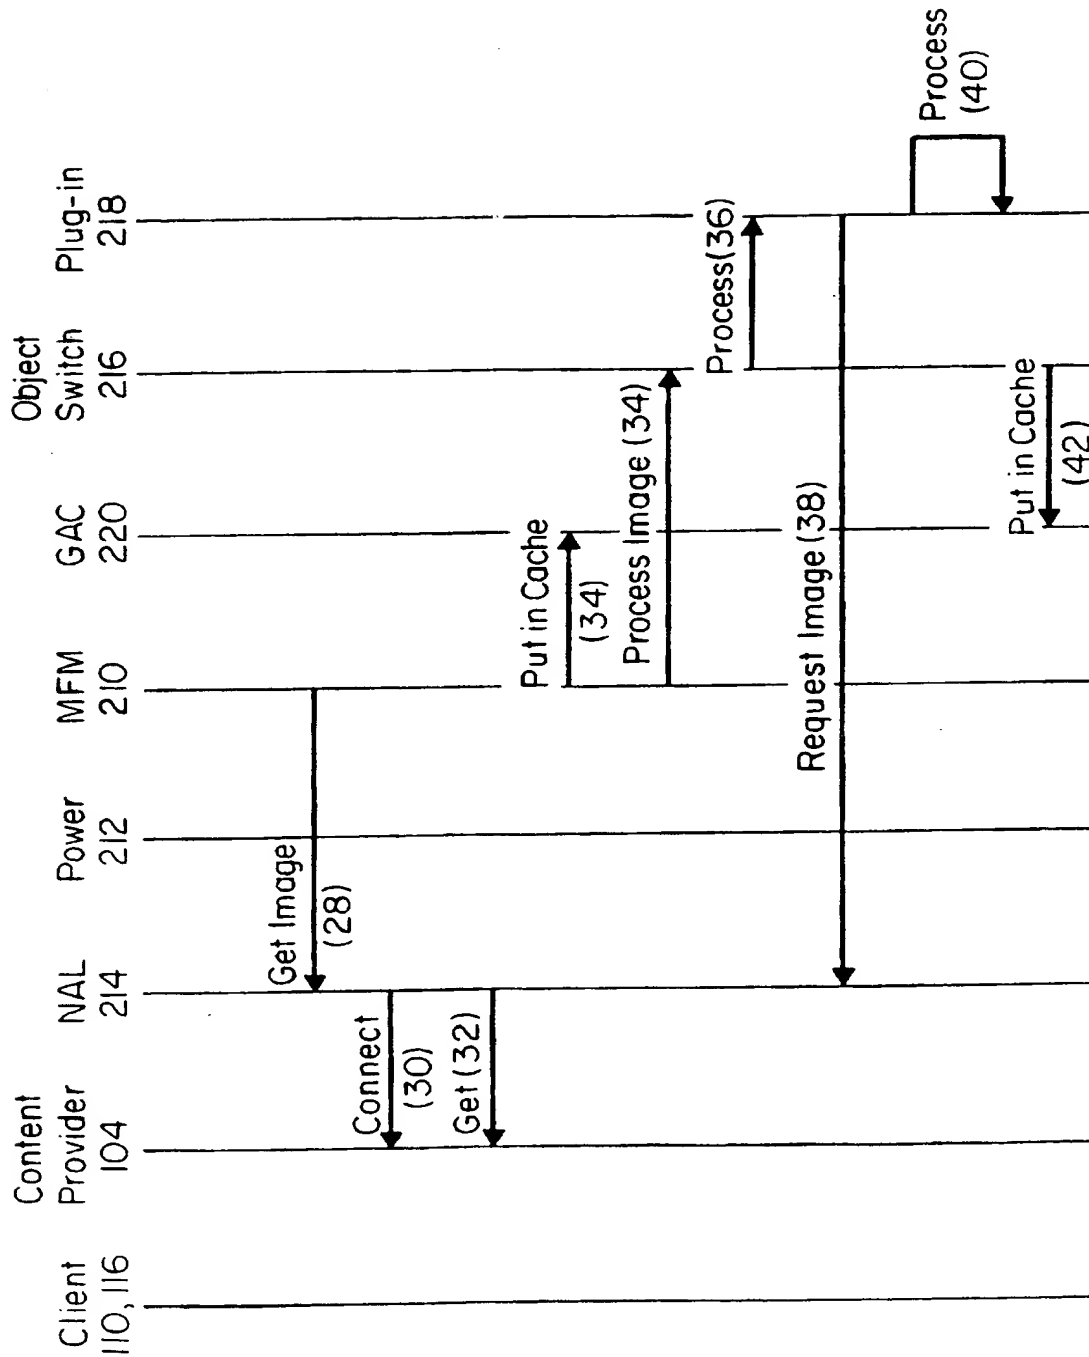 Client
110, 116
Content
Provider
104
NAL
214
Power
212
MFM
210
GAC
220
Object
Switch
216
Plug-in
218
Get Image
(28)
Connect
(30)
Get (32)
Put in Cache
(34)
Process Image (34)
Process(36)
Request Image (38)
Process
(40)
Put in Cache
(42)